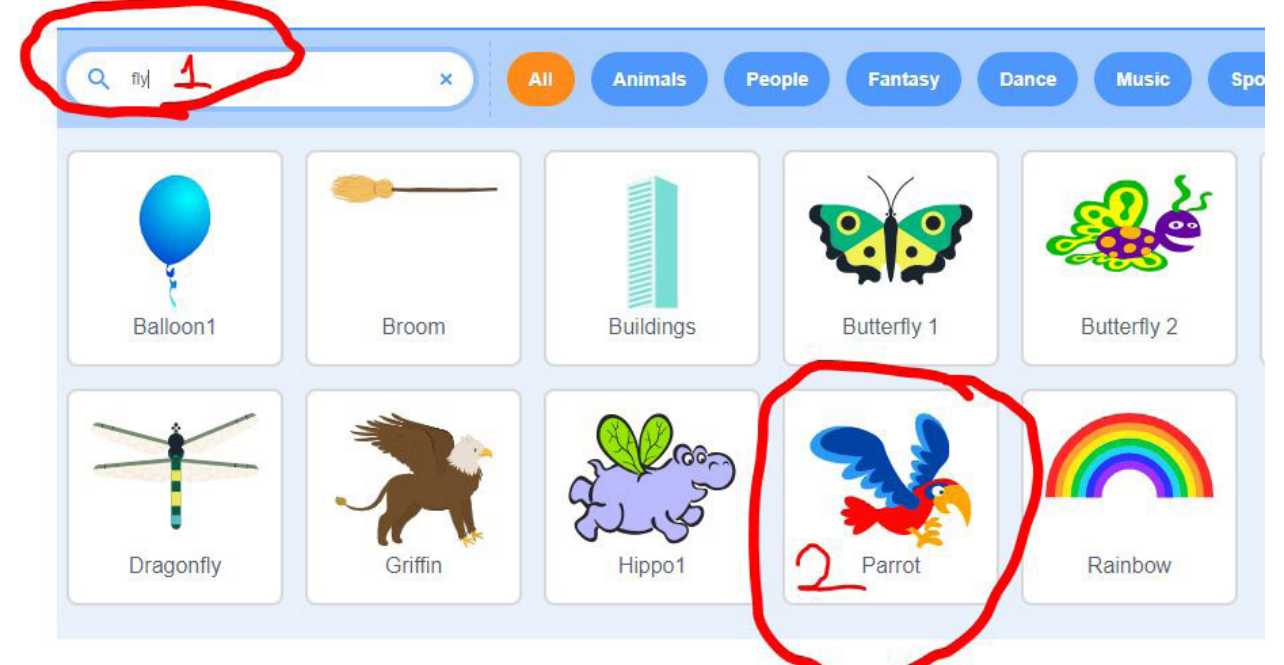 fly 1 × All Animals People Fantasy Dance Music Spo
Balloon1 Broom Buildings Butterfly 1 Butterfly 2
Dragonfly Griffin Hippo1 2 Parrot Rainbow